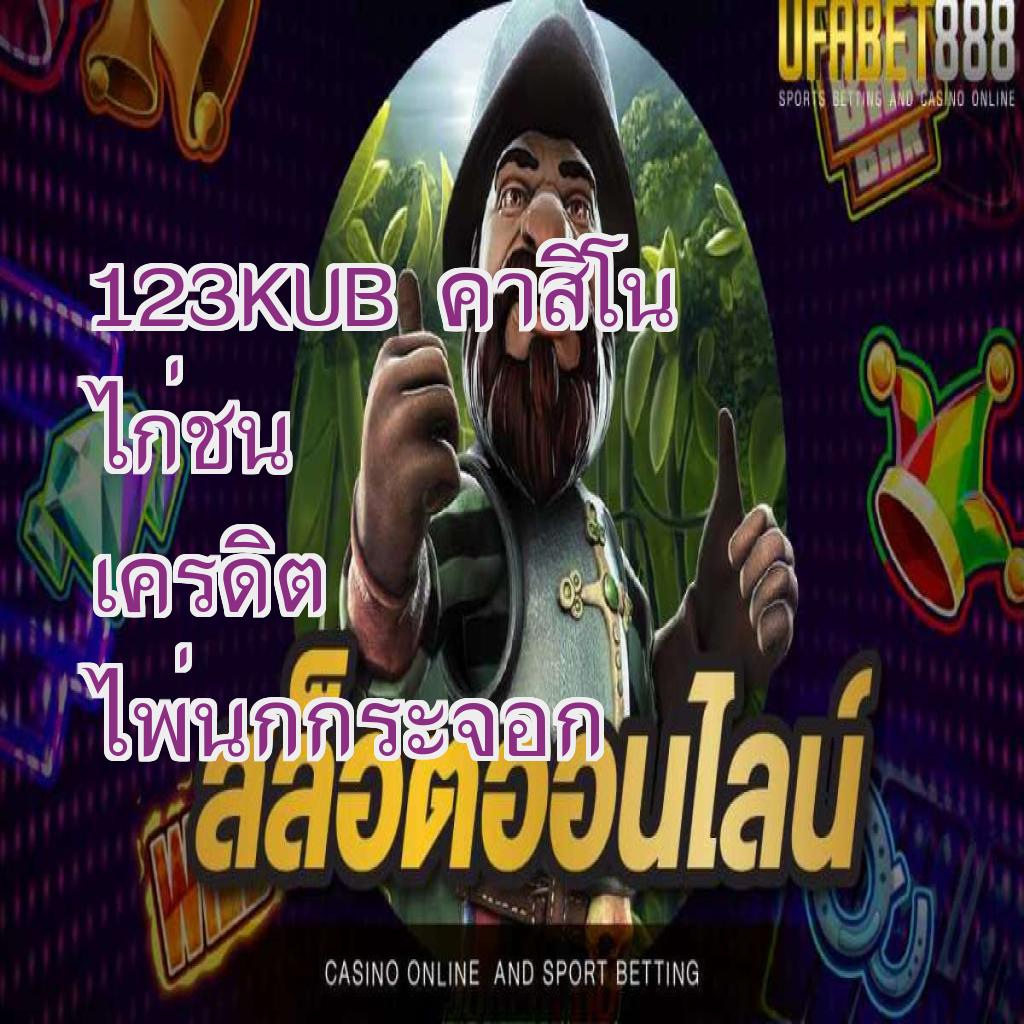 UFABET888
SPORTS BETTING AND CASINO ONLINE
BAR
123KUB คาสิโน
ไก่ชน
เครดิต
ไพ่นกกระจอก
สล็อตออนไลน์
CASINO ONLINE AND SPORT BETTING